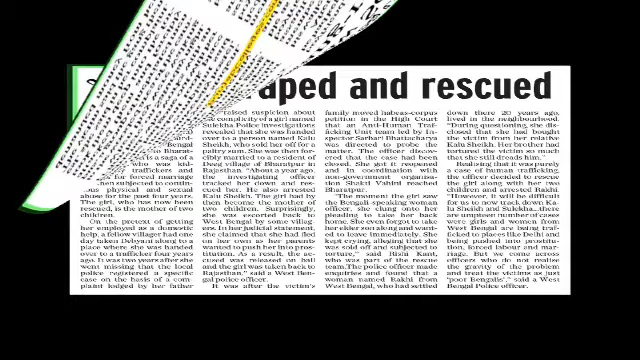 aped and rescued
raised suspicion about
the complicity of a girl named
Sulekha. Police investigations
revealed that she was handed
over to a person named Kalu
Sheikh, who sold her off for a
paltry sum. She was then for-
cibly married to a resident of
Deeg village of Bharatpur in
Rajasthan. "About a year ago,
the investigating officer
tracked her down and res-
cued her. He also arrested
Kalu Sheikh. The girl had by
then become the mother of
two children. Surprisingly,
she was escorted back to
West Bengal by some villag-
ers. In her judicial statement,
she claimed that she had fled
on her own as her parents
wanted to push her into pros-
titution. As a result, the ac-
cused was released on bail
and the girl was taken back to
Rajasthan," said a West Ben-
gal police officer.
It was after the victim's
family moved habeas-corpus
petition in the High Court
that an Anti-Human Traf-
ficking Unit team led by In-
spector Sarbari Bhattacharya
was directed to probe the
matter. The officer discov-
ered that the case had been
closed. She got it reopened
and in coordination with
non-government organisa-
tion Shakti Vahini reached
Bharatpur.
The moment the girl saw
the Bengali-speaking woman
officer, she clung onto her
pleading to take her back
home. She even forgot to take
her elder son along and want-
ed to leave immediately. She
kept crying, alleging that she
was sold off and subjected to
torture," said Rishi Kant,
who was part of the rescue
team. The police officer made
enquiries and found that a
woman named Rakhi from
West Bengal, who had settled
down there 20 years ago,
lived in the neighbourhood.
"During questioning, she dis-
closed that she had bought
the victim from her relative
Kalu Sheikh. Her brother had
tortured the victim so much
that she still dreads him."
Realising that it was purely
a case of human trafficking,
the officer decided to rescue
the girl along with her two
children and arrested Rakhi.
"However, it will be difficult
for us to now track down Ka-
lu Sheikh and Sulekha...there
are umpteen number of cases
were girls and women from
West Bengal are being traf-
ficked to places like Delhi and
being pushed into prostitu-
tion, forced labour and mar-
riage. But we come across
officers who do not realise
the gravity of the problem
and treat the victims as just
'poor Bengalis'," said a West
Bengal Police officer.
Bengal
Bharat-
is a saga of a
who was kid-
traffickers and
for forced marriage
then subjected to contin-
uous physical and sexual
abuse for the past four years.
The girl, who has now been
rescued, is the mother of two
children.
On the pretext of getting
her employed as a domestic
help, a fellow villager had one
day taken Debyani along to a
place where she was handed
over to a trafficker four years
ago. It was two years after she
went missing that the local
police registered a specific
case on the basis of a com-
plaint lodged by her father